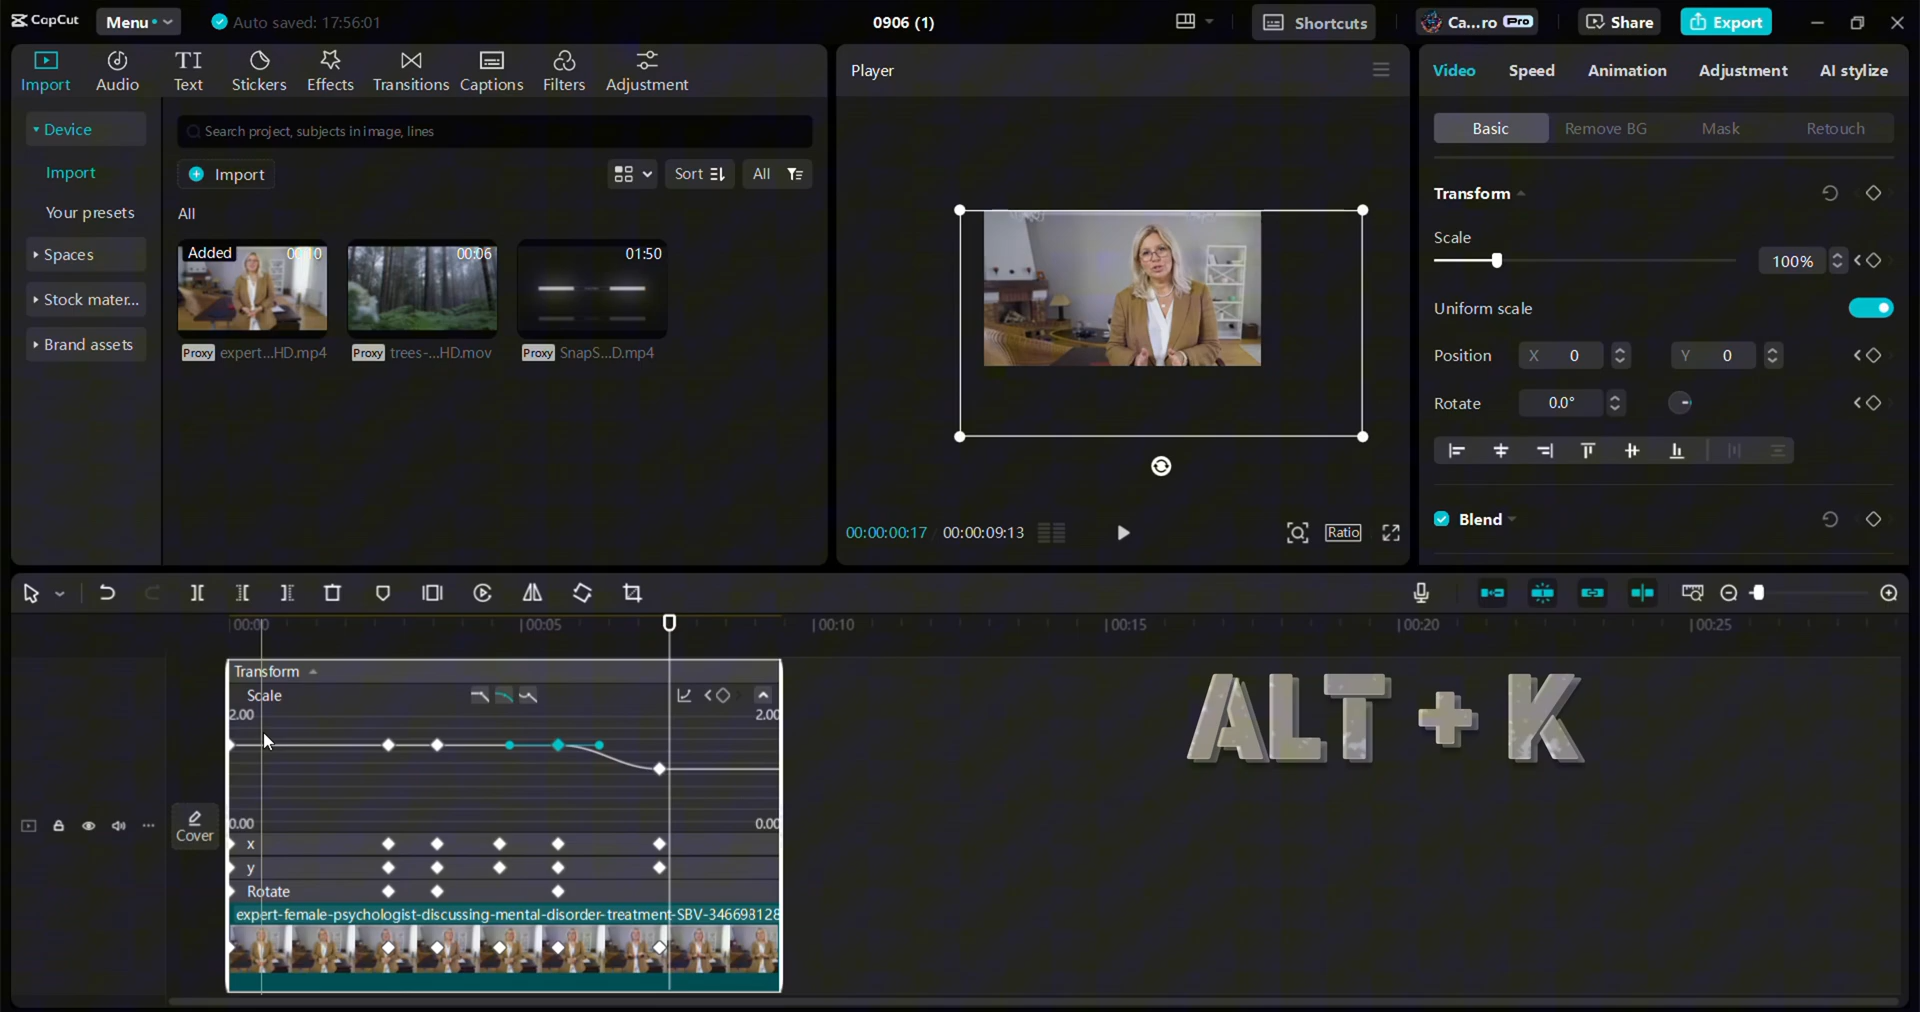 CapCut
Menu
Auto saved: 17:56:01
0906 (1)
Shortcuts
Ca...ro Pro
Share
Export
Import
Audio
Text
Stickers
Effects
Transitions
Captions
Filters
Adjustment
Device
Import
Your presets
Spaces
Stock mater...
Brand assets
Search project, subjects in image, lines
Import
Sort
All
All
Added
00:10
00:06
01:50
Proxy expert...HD.mp4
Proxy trees-...HD.mov
Proxy SnapS...D.mp4
Player
00:00:00:17 00:00:09:13
Ratio
Video
Speed
Animation
Adjustment
AI stylize
Basic
Remove BG
Mask
Retouch
Transform
Scale
100%
Uniform scale
Position X 0 Y 0
Rotate 0.0°
Blend
00:00 00:05 00:10 00:15 00:20 00:25
Transform
Scale
2.00 2.00
0.00 0.00
Cover
x
y
Rotate
expert-female-psychologist-discussing-mental-disorder-treatment-SBV-346698128
ALT + K